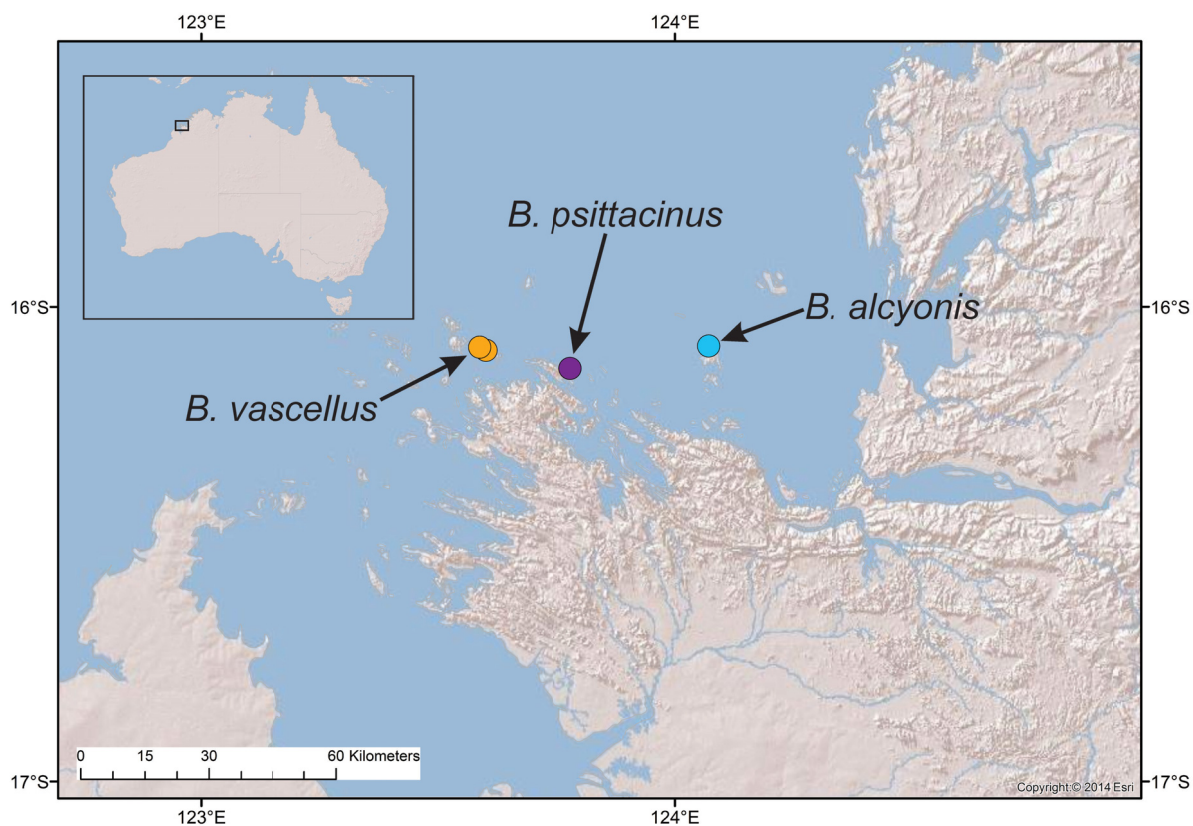 123°E 124°E
B. psittacinus
16°S 16°S
B. alcyonis
B. vascellus
0 15 30 60 Kilometers
17°S 17°S
Copyright:© 2014 Esri
123°E 124°E